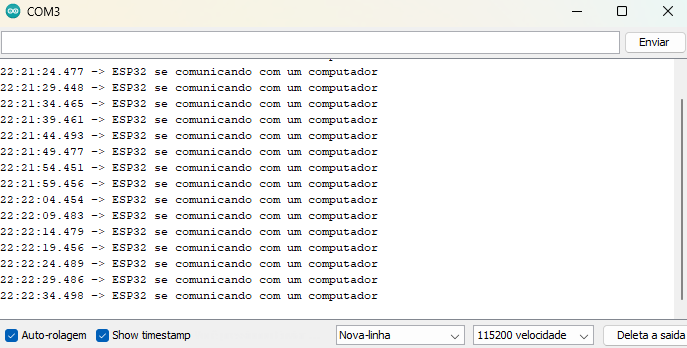 COM3
Enviar
22:21:24.477 -> ESP32 se comunicando com um computador
22:21:29.448 -> ESP32 se comunicando com um computador
22:21:34.465 -> ESP32 se comunicando com um computador
22:21:39.461 -> ESP32 se comunicando com um computador
22:21:44.493 -> ESP32 se comunicando com um computador
22:21:49.477 -> ESP32 se comunicando com um computador
22:21:54.451 -> ESP32 se comunicando com um computador
22:21:59.456 -> ESP32 se comunicando com um computador
22:22:04.454 -> ESP32 se comunicando com um computador
22:22:09.483 -> ESP32 se comunicando com um computador
22:22:14.479 -> ESP32 se comunicando com um computador
22:22:19.456 -> ESP32 se comunicando com um computador
22:22:24.489 -> ESP32 se comunicando com um computador
22:22:29.486 -> ESP32 se comunicando com um computador
22:22:34.498 -> ESP32 se comunicando com um computador
Auto-rolagem Show timestamp Nova-linha 115200 velocidade Deleta a saida